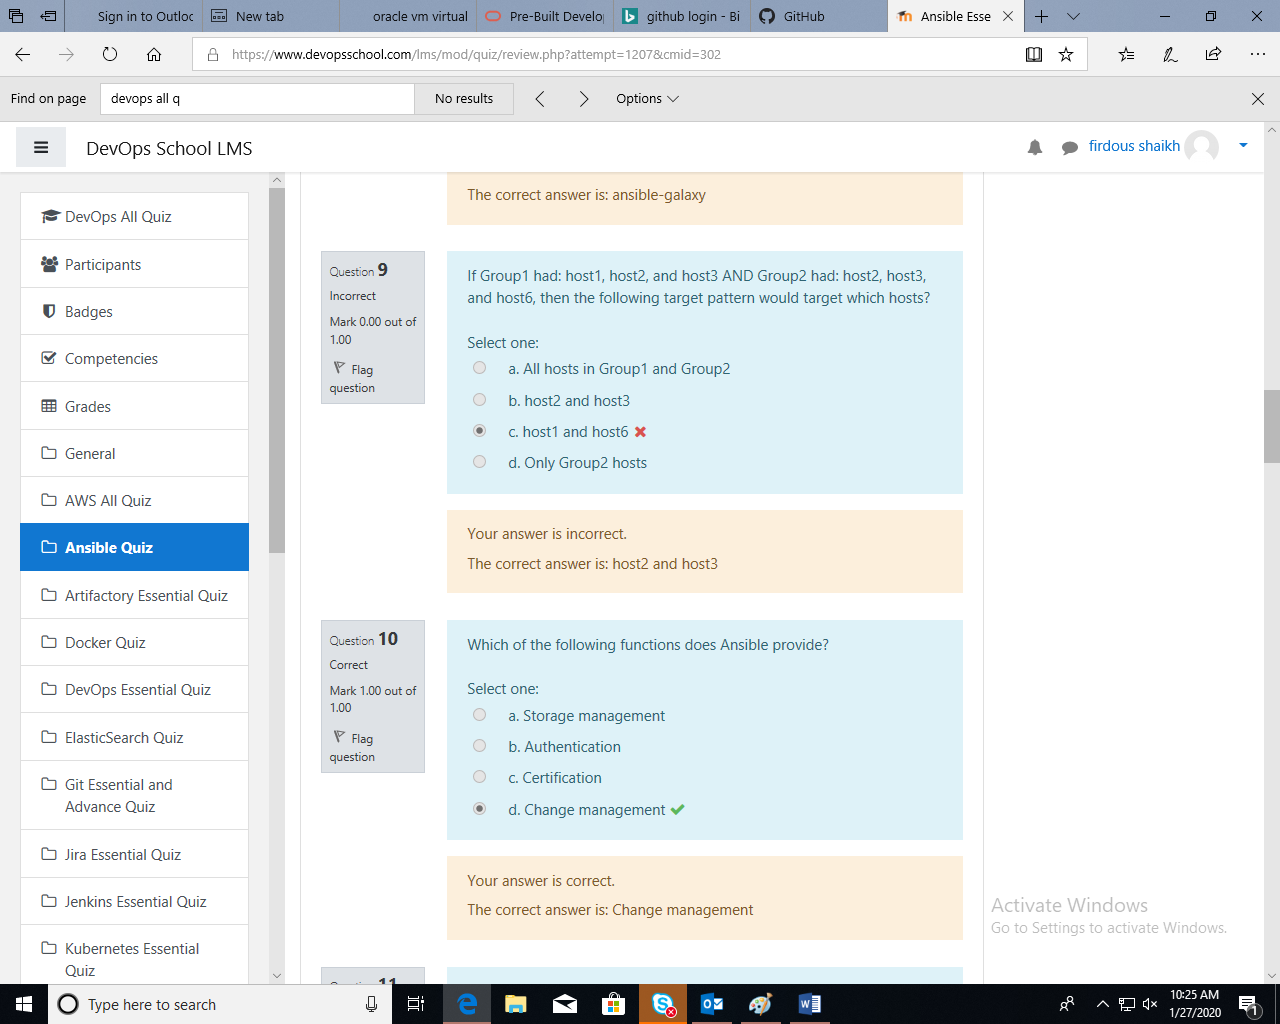 Sign in to Outloc
New tab
oracle vm virtual
Pre-Built Develo
github login - Bi
GitHub
Ansible Esse
https://www.devopsschool.com/lms/mod/quiz/review.php?attempt=1207&cmid=302
Find on page
devops all q
No results
Options
DevOps School LMS
firdous shaikh
DevOps All Quiz
Participants
Badges
Competencies
Grades
General
AWS All Quiz
Ansible Quiz
Artifactory Essential Quiz
Docker Quiz
DevOps Essential Quiz
ElasticSearch Quiz
Git Essential and
Advance Quiz
Jira Essential Quiz
Jenkins Essential Quiz
Kubernetes Essential
Quiz
The correct answer is: ansible-galaxy
Question 9
Incorrect
Mark 0.00 out of
1.00
Flag
question
If Group1 had: host1, host2, and host3 AND Group2 had: host2, host3,
and host6, then the following target pattern would target which hosts?
Select one:
a. All hosts in Group1 and Group2
b. host2 and host3
c. host1 and host6
d. Only Group2 hosts
Your answer is incorrect.
The correct answer is: host2 and host3
Question 10
Correct
Mark 1.00 out of
1.00
Flag
question
Which of the following functions does Ansible provide?
Select one:
a. Storage management
b. Authentication
c. Certification
d. Change management
Your answer is correct.
The correct answer is: Change management
Question 11
Activate Windows
Go to Settings to activate Windows.
Type here to search
10:25 AM
1/27/2020
1